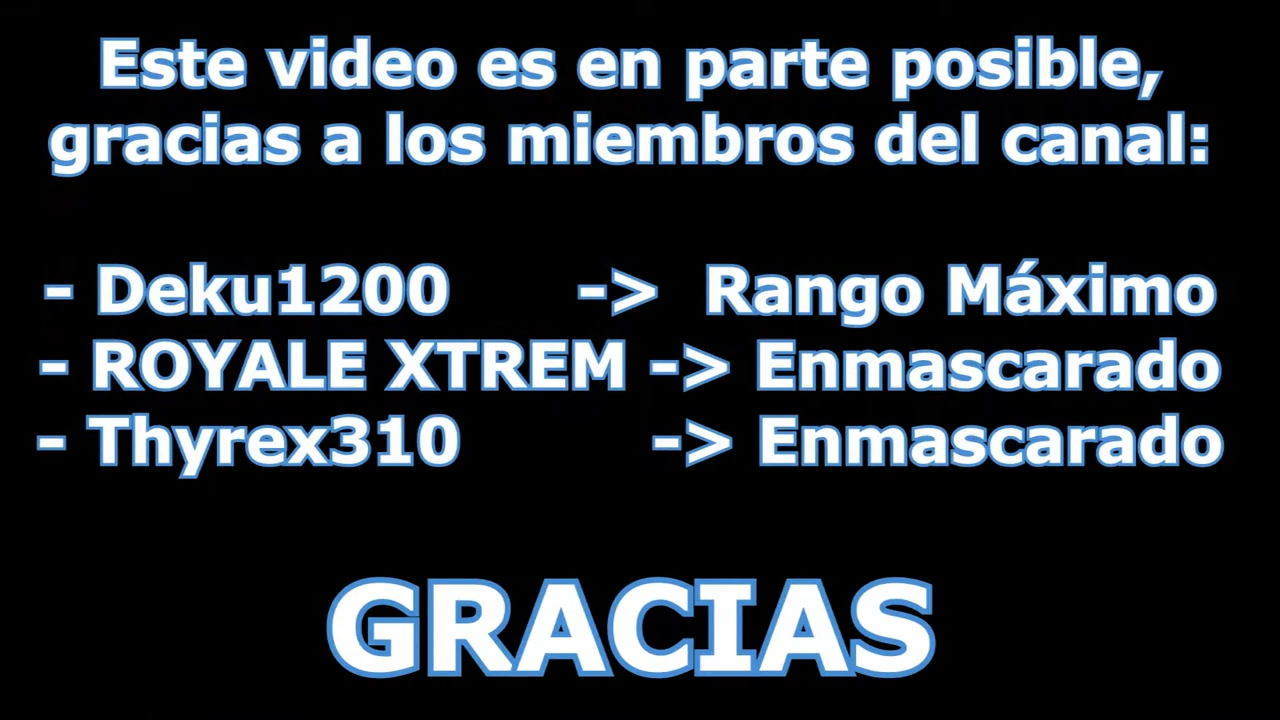 Este video es en parte posible,
gracias a los miembros del canal:
- Deku1200 -> Rango Máximo
- ROYALE XTREM -> Enmascarado
- Thyrex310 -> Enmascarado
GRACIAS